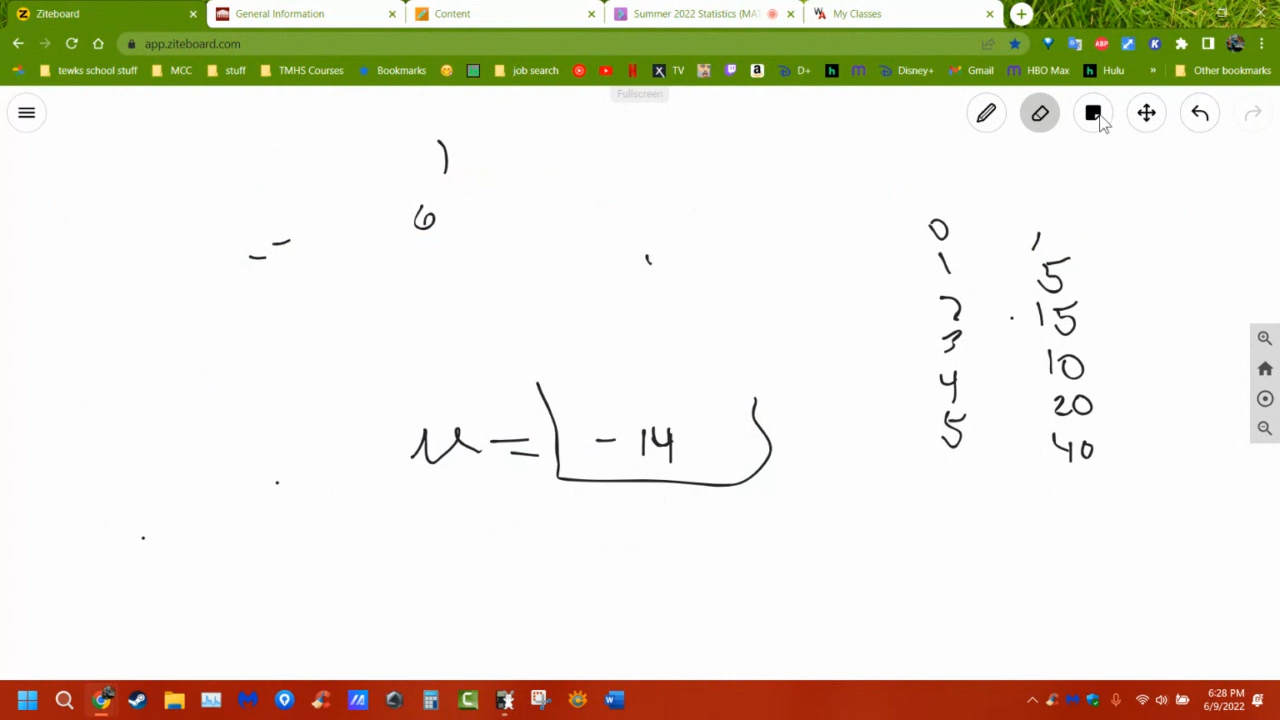 Ziteboard
General Information
Content
Summer 2022 Statistics (MA
My Classes
app.ziteboard.com
tewks school stuff
MCC
stuff
TMHS Courses
Bookmarks
job search
TV
D+
Disney+
Gmail
HBO Max
Hulu
»
Other bookmarks
Fullscreen
)
6
0
1 5
2 15
3 10
4 20
5 40
μ = - 14
6:28 PM
6/9/2022